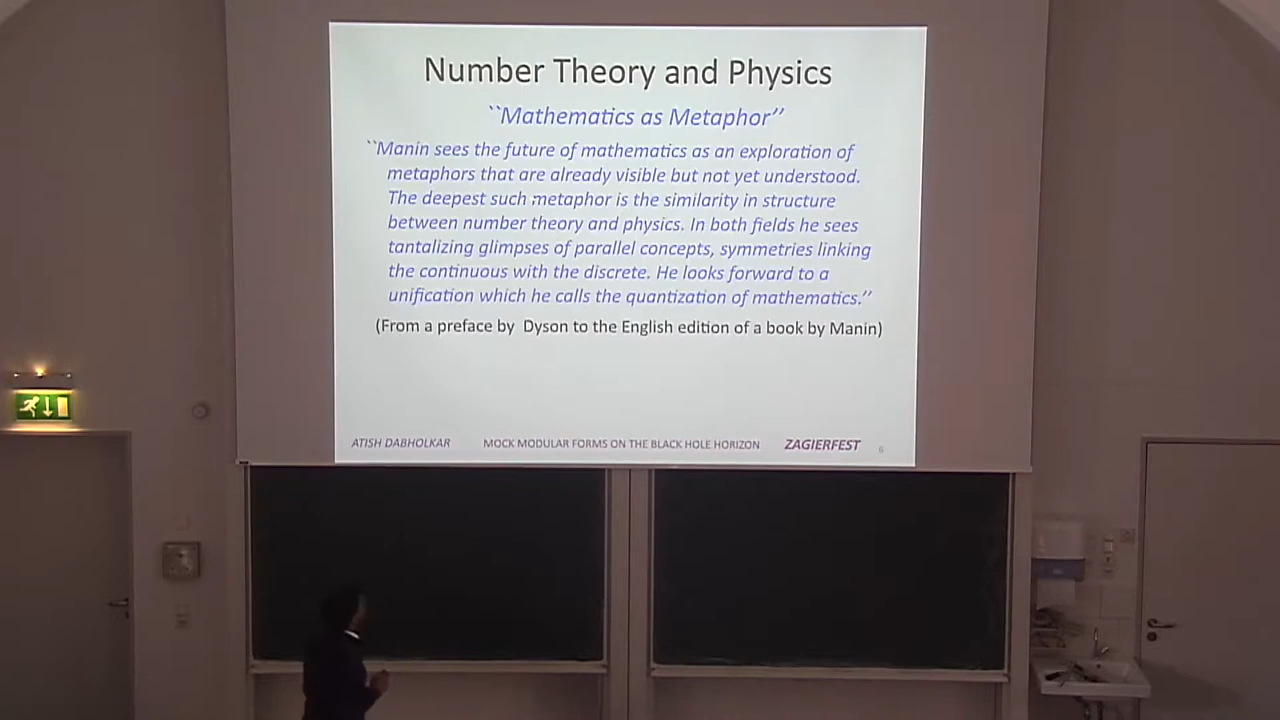 Number Theory and Physics
``Mathematics as Metaphor’’
``Manin sees the future of mathematics as an exploration of
metaphors that are already visible but not yet understood.
The deepest such metaphor is the similarity in structure
between number theory and physics. In both fields he sees
tantalizing glimpses of parallel concepts, symmetries linking
the continuous with the discrete. He looks forward to a
unification which he calls the quantization of mathematics.’’
(From a preface by Dyson to the English edition of a book by Manin)
ATISH DABHOLKAR MOCK MODULAR FORMS ON THE BLACK HOLE HORIZON ZAGIERFEST 6